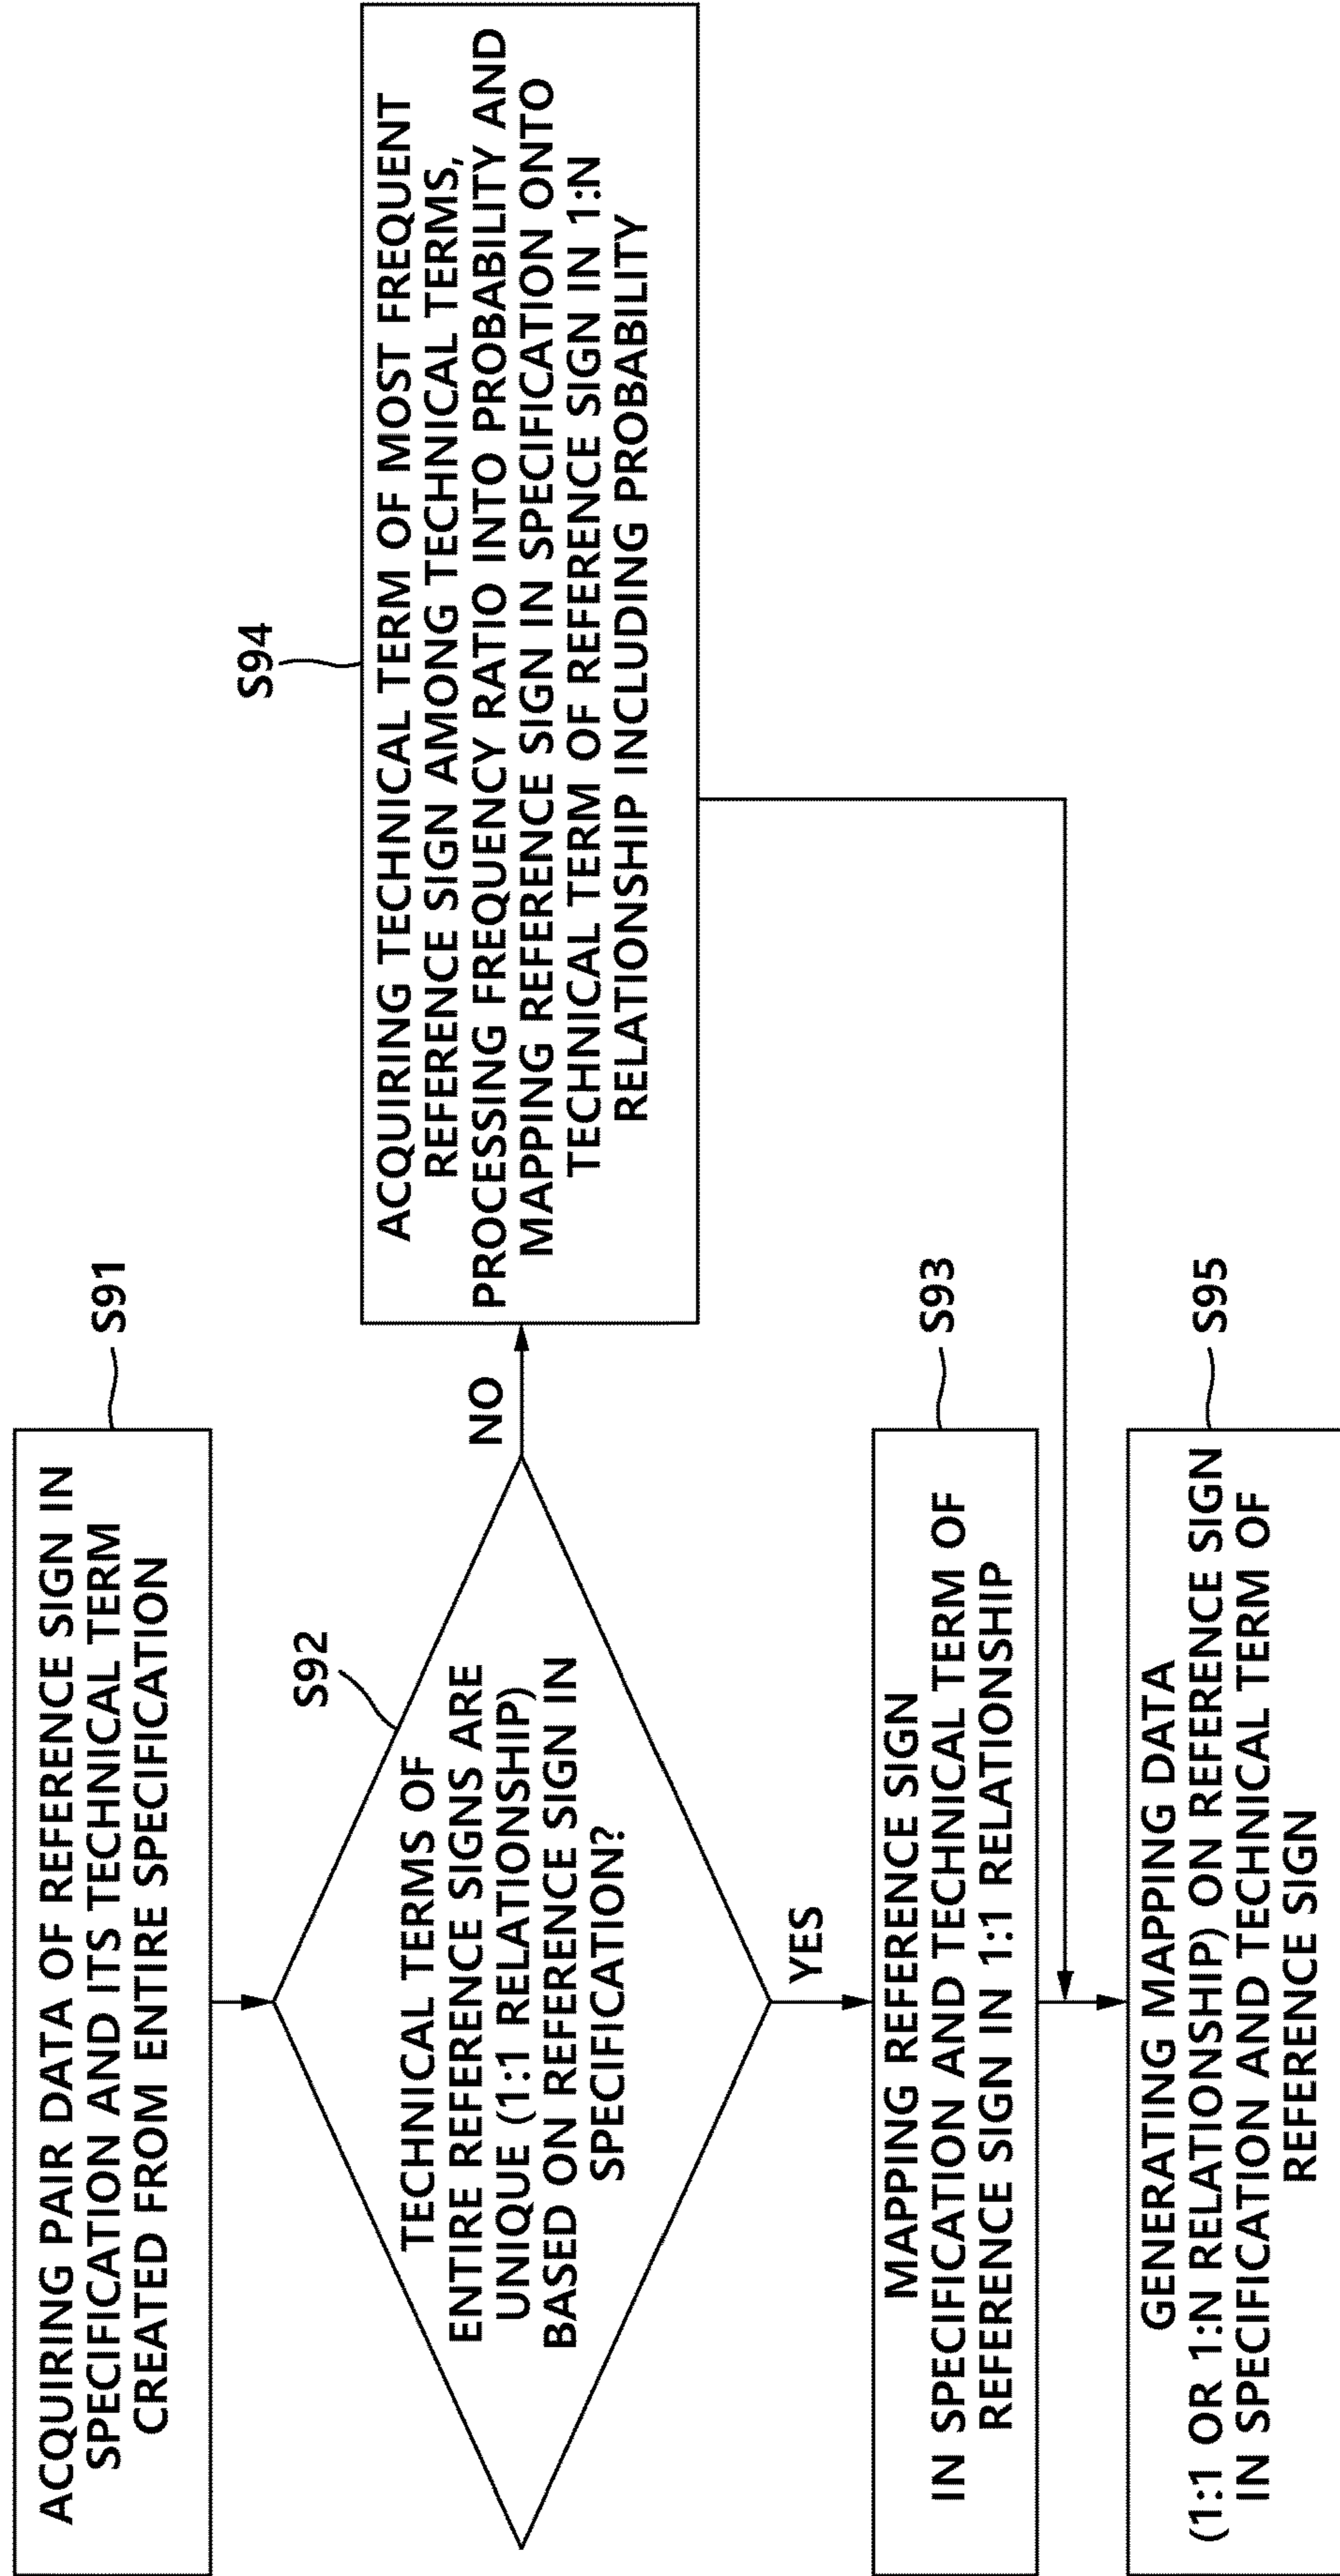 ACQUIRING PAIR DATA OF REFERENCE SIGN IN
SPECIFICATION AND ITS TECHNICAL TERM
CREATED FROM ENTIRE SPECIFICATION
S91
TECHNICAL TERMS OF
ENTIRE REFERENCE SIGNS ARE
UNIQUE (1:1 RELATIONSHIP)
BASED ON REFERENCE SIGN IN
SPECIFICATION?
S92
NO
S94
ACQUIRING TECHNICAL TERM OF MOST FREQUENT
REFERENCE SIGN AMONG TECHNICAL TERMS,
PROCESSING FREQUENCY RATIO INTO PROBABILITY AND
MAPPING REFERENCE SIGN IN SPECIFICATION ONTO
TECHNICAL TERM OF REFERENCE SIGN IN 1:N
RELATIONSHIP INCLUDING PROBABILITY
YES
MAPPING REFERENCE SIGN
IN SPECIFICATION AND TECHNICAL TERM OF
REFERENCE SIGN IN 1:1 RELATIONSHIP
S93
GENERATING MAPPING DATA
(1:1 OR 1:N RELATIONSHIP) ON REFERENCE SIGN
IN SPECIFICATION AND TECHNICAL TERM OF
REFERENCE SIGN
S95